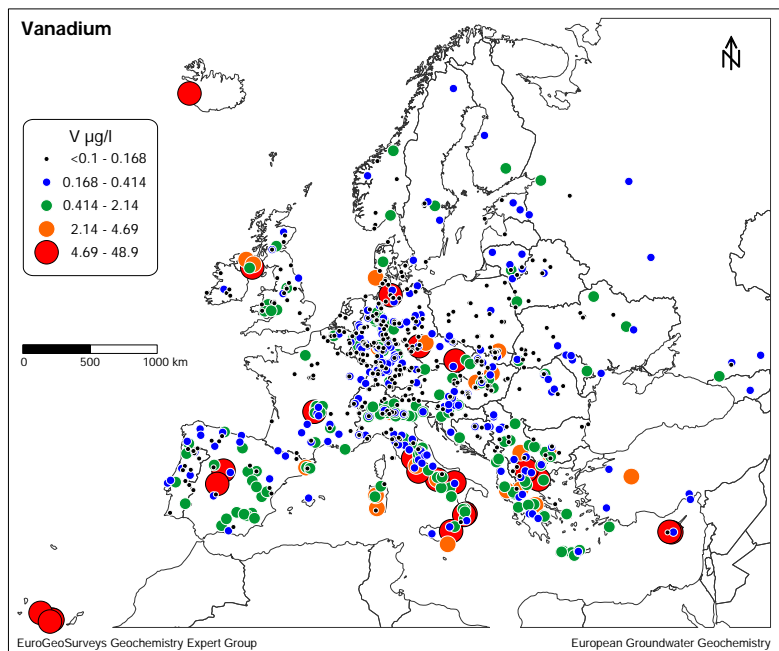 Vanadium
N
V µg/l
<0.1 - 0.168
0.168 - 0.414
0.414 - 2.14
2.14 - 4.69
4.69 - 48.9
0 500 1000 km
EuroGeoSurveys Geochemistry Expert Group
European Groundwater Geochemistry